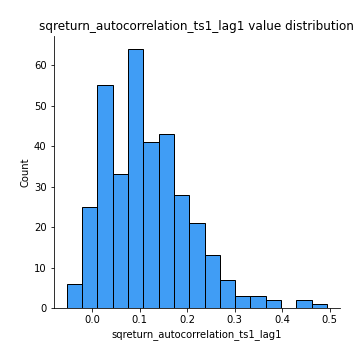 sqreturn_autocorrelation_ts1_lag1 value distribution
60
50
40
30
20
10
0
Count
0.0 0.1 0.2 0.3 0.4 0.5
sqreturn_autocorrelation_ts1_lag1